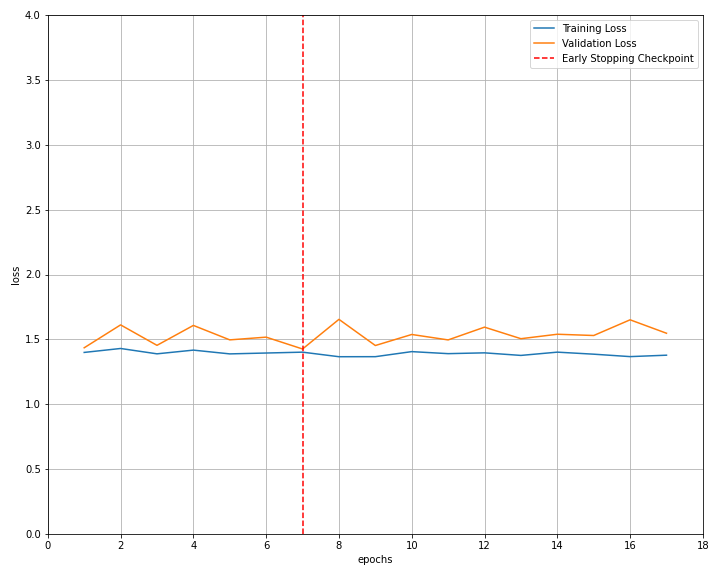 4.0
3.5
3.0
2.5
2.0
1.5
1.0
0.5
0.0
loss
Training Loss
Validation Loss
Early Stopping Checkpoint
0 2 4 6 8 10 12 14 16 18
epochs